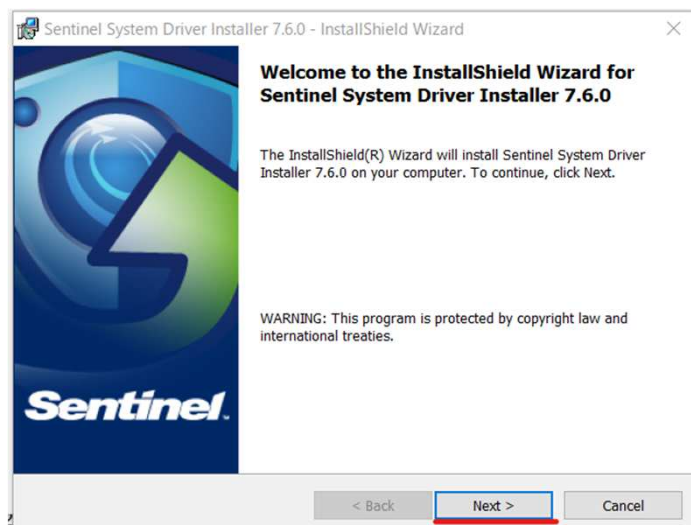 Sentinel System Driver Installer 7.6.0 - InstallShield Wizard
Welcome to the InstallShield Wizard for
Sentinel System Driver Installer 7.6.0
The InstallShield(R) Wizard will install Sentinel System Driver
Installer 7.6.0 on your computer. To continue, click Next.
WARNING: This program is protected by copyright law and
international treaties.
Sentinel.
< Back
Next >
Cancel